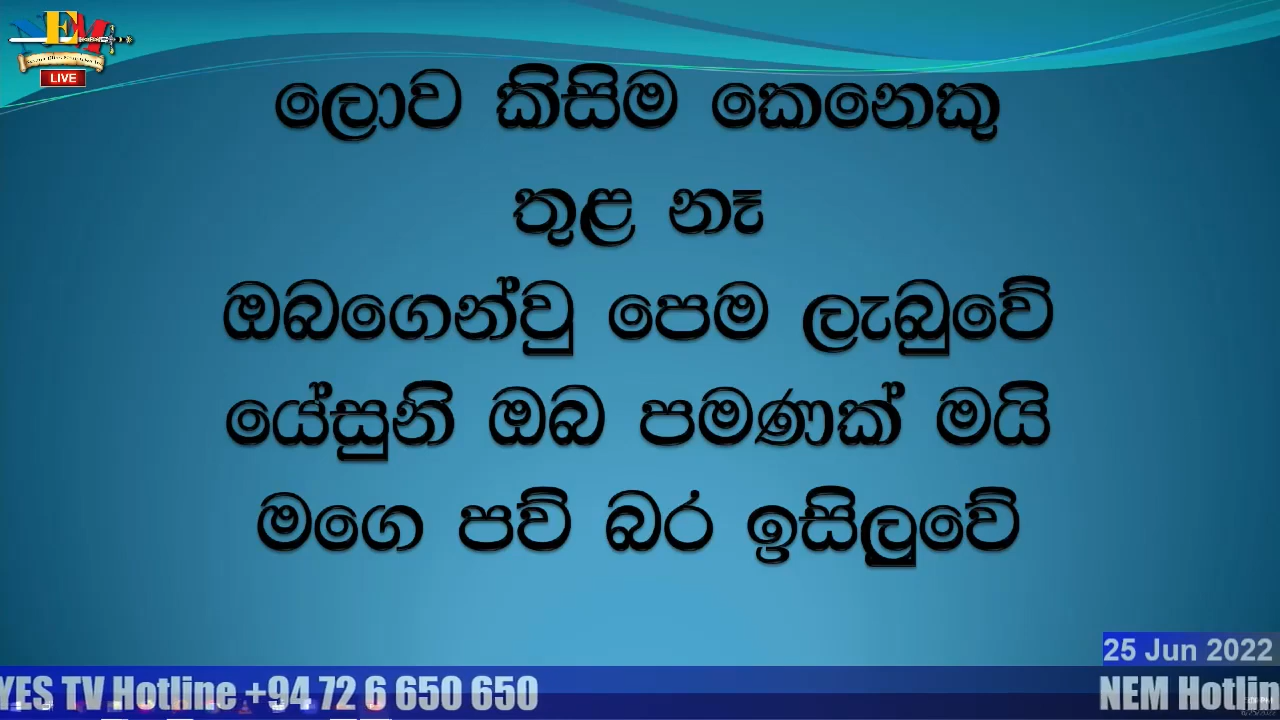 NEM
LIVE
ලොව කිසිම කෙනෙකු
තුළ නෑ
ඔබගෙන්වු පෙම ලැබුවේ
යේසුනි ඔබ පමණක් මයි
මගෙ පව් බර ඉසිලුවේ
25 Jun 2022
YES TV Hotline +94 72 6 650 650
NEM Hotlin